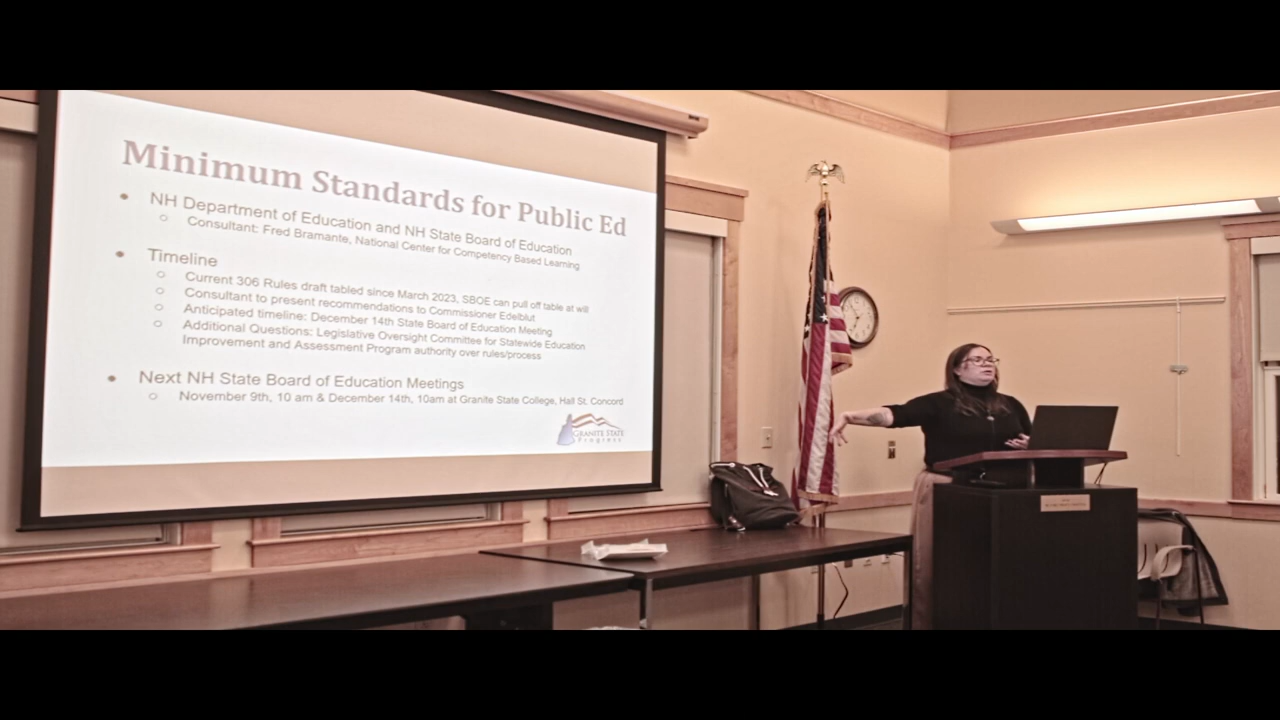 Minimum Standards for Public Ed
● NH Department of Education and NH State Board of Education
○ Consultant: Fred Bramante, National Center for Competency Based Learning
● Timeline
○ Current 306 Rules draft tabled since March 2023, SBOE can pull off table at will
○ Consultant to present recommendations to Commissioner Edelblut
○ Anticipated timeline: December 14th State Board of Education Meeting
○ Additional Questions: Legislative Oversight Committee for Statewide Education
Improvement and Assessment Program authority over rules/process
● Next NH State Board of Education Meetings
○ November 9th, 10 am & December 14th, 10am at Granite State College, Hall St. Concord
GRANITE STATE
Progress